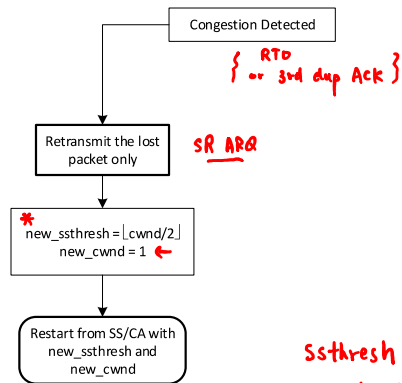 Congestion Detected
{ RTO
or 3rd dup Ack }
Retransmit the lost
packet only
SR ARQ
*
new_ssthresh = ⌊cwnd/2⌋
new_cwnd = 1 ←
Restart from SS/CA with
new_ssthresh and
new_cwnd
ssthresh